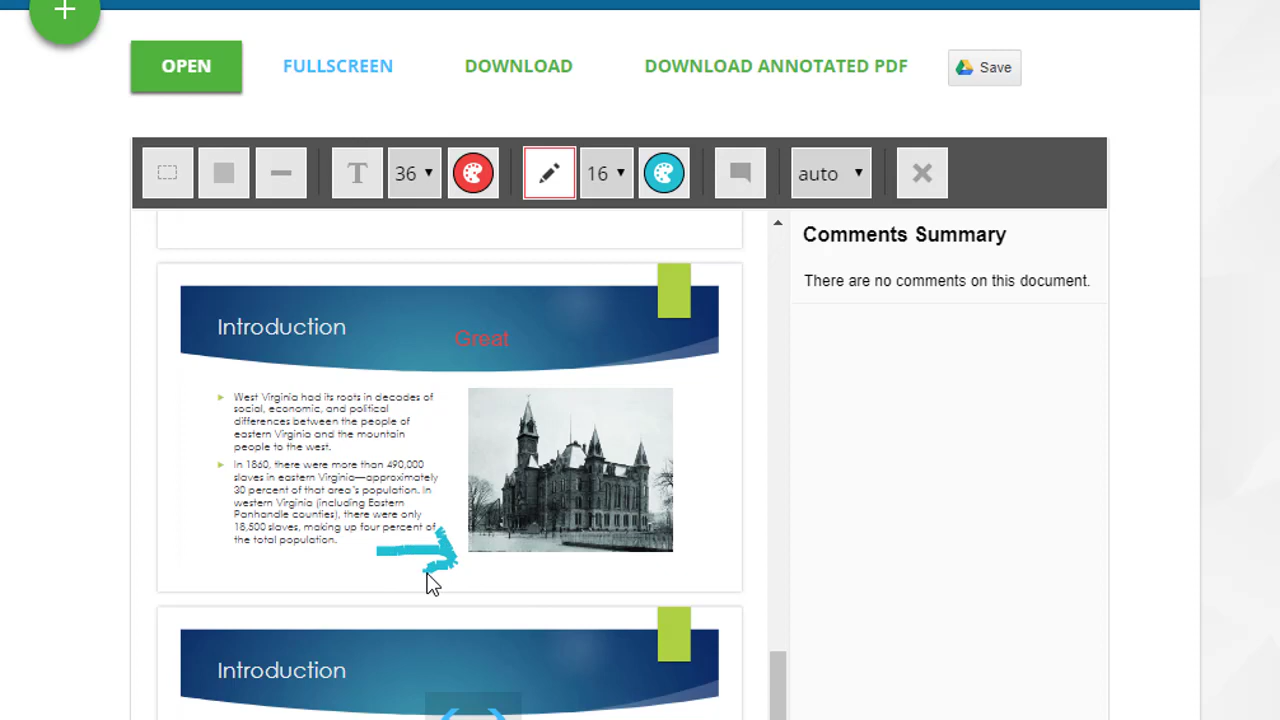 OPEN FULLSCREEN DOWNLOAD DOWNLOAD ANNOTATED PDF Save
T 36 16 auto
Comments Summary
There are no comments on this document.
Introduction
Great
West Virginia had its roots in decades of
social, economic, and political
differences between the people of
eastern Virginia and the mountain
people to the west.
In 1860, there were more than 490,000
slaves in eastern Virginia—approximately
30 percent of that area's population. In
western Virginia (including Eastern
Panhandle counties), there were only
18,500 slaves, making up four percent of
the total population.
Introduction